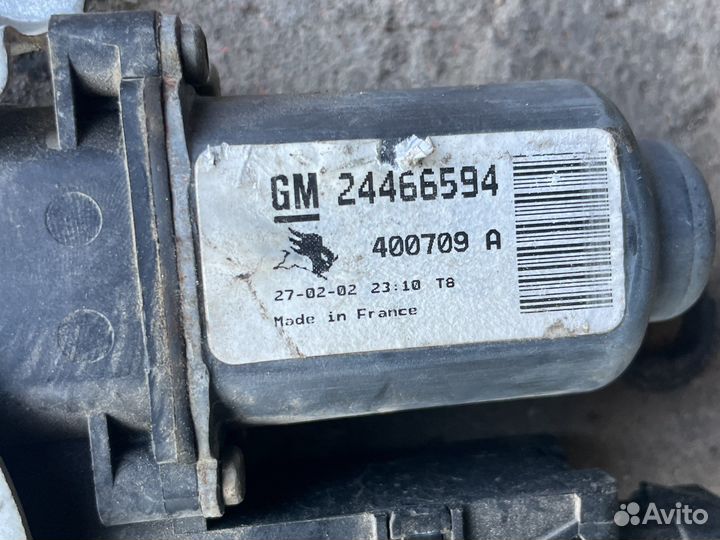 GM 24466594
400709 A
27-02-02 23:10 T8
Made in France
Avito